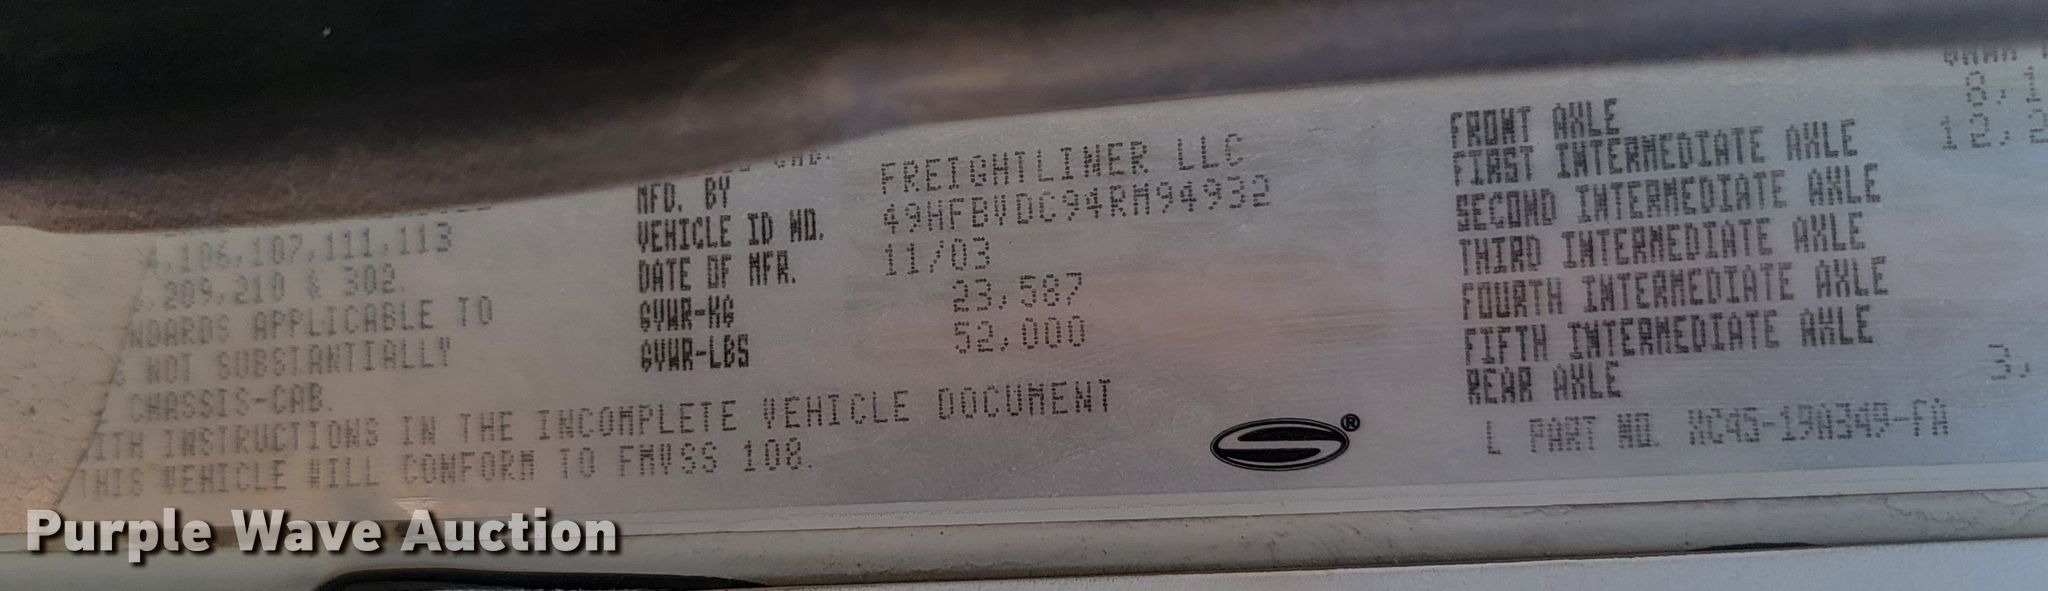 4,106,107,111,113
,209,210 & 302.
NDARDS APPLICABLE TO
S NOT SUBSTANTIALLY
CHASSIS-CAB.
ITH INSTRUCTIONS IN THE INCOMPLETE VEHICLE DOCUMENT
THIS VEHICLE WILL CONFORM TO FMVSS 108.
MFD. BY FREIGHTLINER LLC
VEHICLE ID NO. 49HFBVDC94RM94932
DATE OF MFR. 11/03
GVWR-KG 23,587
GVWR-LBS 52,000
FRONT AXLE
FIRST INTERMEDIATE AXLE
SECOND INTERMEDIATE AXLE
THIRD INTERMEDIATE AXLE
FOURTH INTERMEDIATE AXLE
FIFTH INTERMEDIATE AXLE
REAR AXLE
L PART NO.
®
Purple Wave Auction